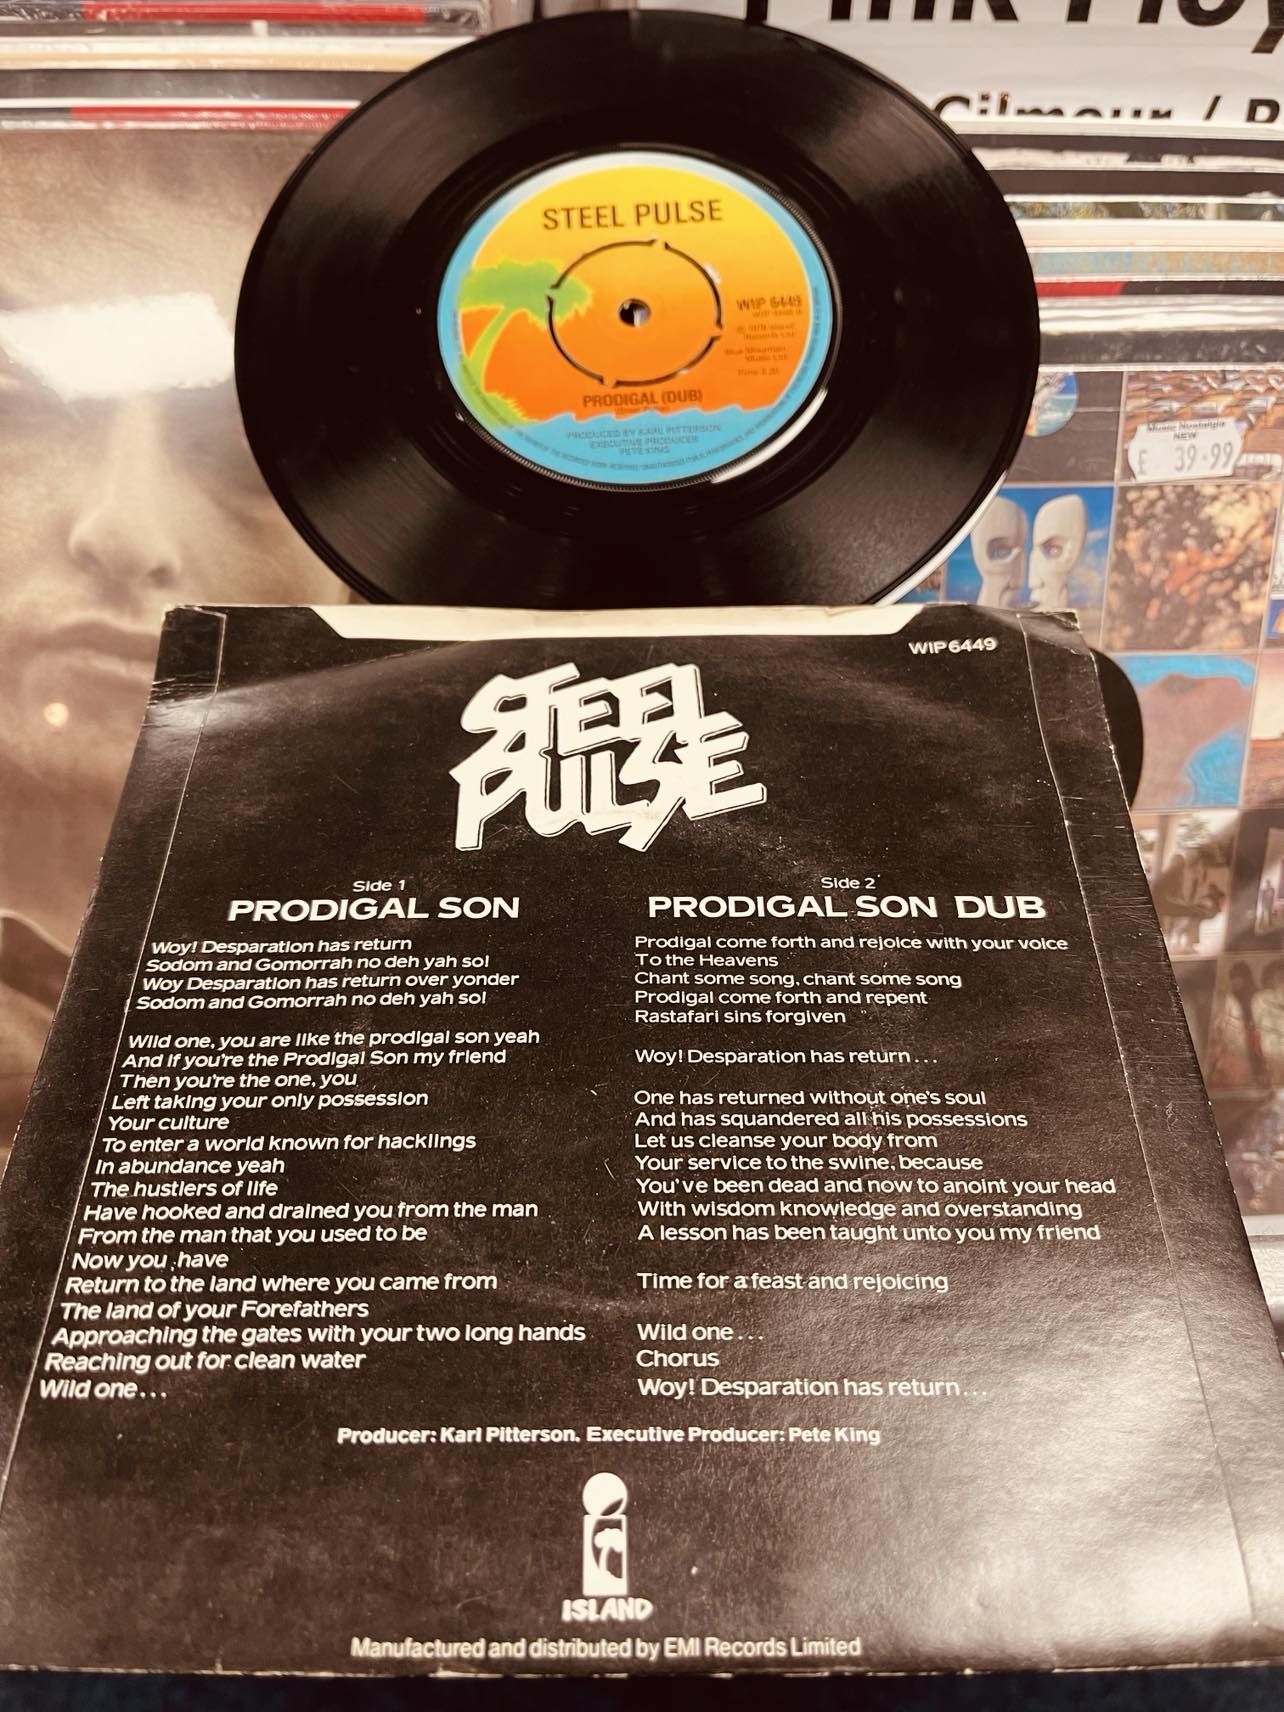 Pink Floy
Gilmour / R
STEEL PULSE
WIP 6449
PRODIGAL (DUB)
PRODUCED BY KARL PITTERSON
EXECUTIVE PRODUCER
PETE KING
Music Nostalgia
NEW
£ 39.99
WIP 6449
STEEL
PULSE
Side 1
PRODIGAL SON
Woy! Desparation has return
Sodom and Gomorrah no deh yah so!
Woy Desparation has return over yonder
Sodom and Gomorrah no deh yah so!
Wild one, you are like the prodigal son yeah
And if you're the Prodigal Son my friend
Then you're the one, you
Left taking your only possession
Your culture
To enter a world known for hacklings
In abundance yeah
The hustlers of life
Have hooked and drained you from the man
From the man that you used to be
Now you have
Return to the land where you came from
The land of your Forefathers
Approaching the gates with your two long hands
Reaching out for clean water
Wild one...
Side 2
PRODIGAL SON DUB
Prodigal come forth and rejoice with your voice
To the Heavens
Chant some song, chant some song
Prodigal come forth and repent
Rastafari sins forgiven
Woy! Desparation has return...
One has returned without one's soul
And has squandered all his possessions
Let us cleanse your body from
Your service to the swine, because
You've been dead and now to anoint your head
With wisdom knowledge and overstanding
A lesson has been taught unto you my friend
Time for a feast and rejoicing
Wild one...
Chorus
Woy! Desparation has return...
Producer: Karl Pitterson. Executive Producer: Pete King
ISLAND
Manufactured and distributed by EMI Records Limited